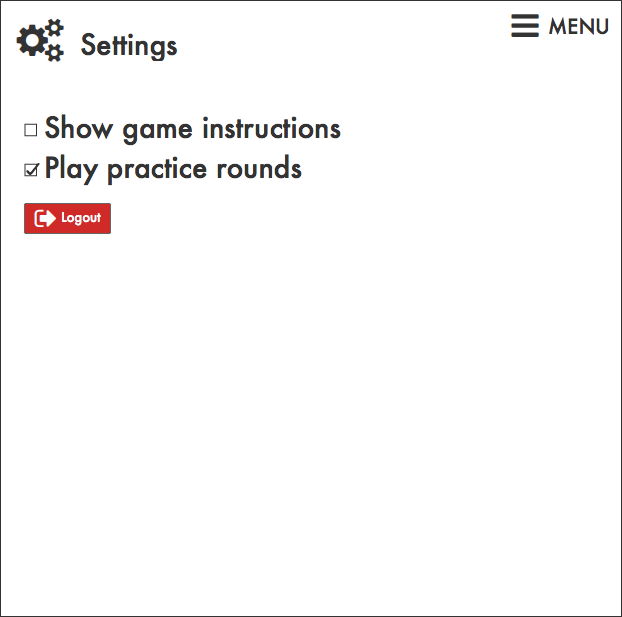 MENU
Settings
Show game instructions
Play practice rounds
Logout